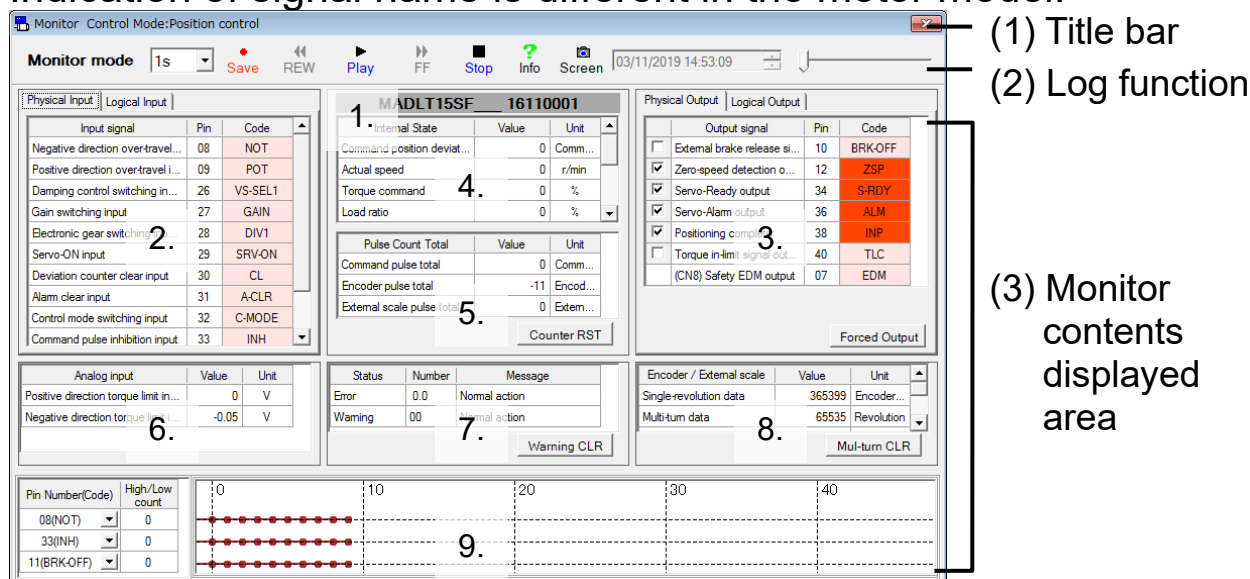 Indication of signal name is different in the motor model.
Monitor Control Mode:Position control
(1) Title bar
Monitor mode 1s Save REW Play FF Stop Info Screen 03/11/2019 14:53:09
(2) Log function
Physical Input Logical Input
Input signal Pin Code
Negative direction over-travel... 08 NOT
Positive direction over-travel i... 09 POT
Damping control switching in... 26 VS-SEL1
Gain switching input 27 GAIN
Electronic gear switching 28 DIV1
Servo-ON input 29 SRV-ON
Deviation counter clear input 30 CL
Alarm clear input 31 A-CLR
Control mode switching input 32 C-MODE
Command pulse inhibition input 33 INH
2.
MADLT15SF___ 16110001
1.
Internal State Value Unit
Command position deviat... 0 Comm...
Actual speed 0 r/min
Torque command 0 %
Load ratio 0 %
4.
Pulse Count Total Value Unit
Command pulse total 0 Comm...
Encoder pulse total -11 Encod...
External scale pulse total 0 Extern...
5.
Counter RST
Physical Output Logical Output
Output signal Pin Code
External brake release si... 10 BRK-OFF
Zero-speed detection o... 12 ZSP
Servo-Ready output 34 S-RDY
Servo-Alarm output 36 ALM
Positioning comple 38 INP
Torque in-limit signal out... 40 TLC
(CN8) Safety EDM output 07 EDM
3.
Forced Output
(3) Monitor
contents
displayed
area
Analog input Value Unit
Positive direction torque limit in... 0 V
Negative direction torque limit i... -0.05 V
6.
Status Number Message
Error 0.0 Normal action
Warning 00 Normal action
7.
Warning CLR
Encoder / External scale Value Unit
Single-revolution data 365399 Encoder...
Multi-turn data 65535 Revolution
8.
Mul-turn CLR
Pin Number(Code) High/Low
count
08(NOT) 0
33(INH) 0
11(BRK-OFF) 0
0 10 20 30 40
9.